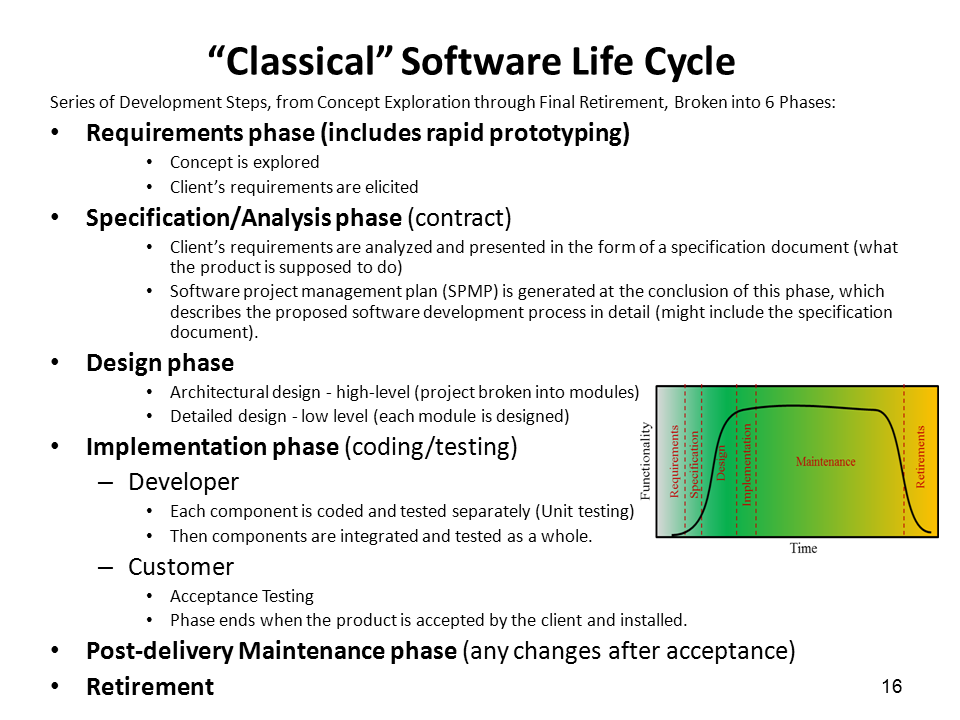 “Classical” Software Life Cycle
Series of Development Steps, from Concept Exploration through Final Retirement, Broken into 6 Phases:
• Requirements phase (includes rapid prototyping)
• Concept is explored
• Client’s requirements are elicited
• Specification/Analysis phase (contract)
• Client’s requirements are analyzed and presented in the form of a specification document (what
the product is supposed to do)
• Software project management plan (SPMP) is generated at the conclusion of this phase, which
describes the proposed software development process in detail (might include the specification
document).
• Design phase
• Architectural design - high-level (project broken into modules)
• Detailed design - low level (each module is designed)
• Implementation phase (coding/testing)
– Developer
• Each component is coded and tested separately (Unit testing)
• Then components are integrated and tested as a whole.
– Customer
• Acceptance Testing
• Phase ends when the product is accepted by the client and installed.
• Post-delivery Maintenance phase (any changes after acceptance)
• Retirement
Functionality
Requirements
Specification
Design
Implementation
Maintenance
Retirements
Time
16